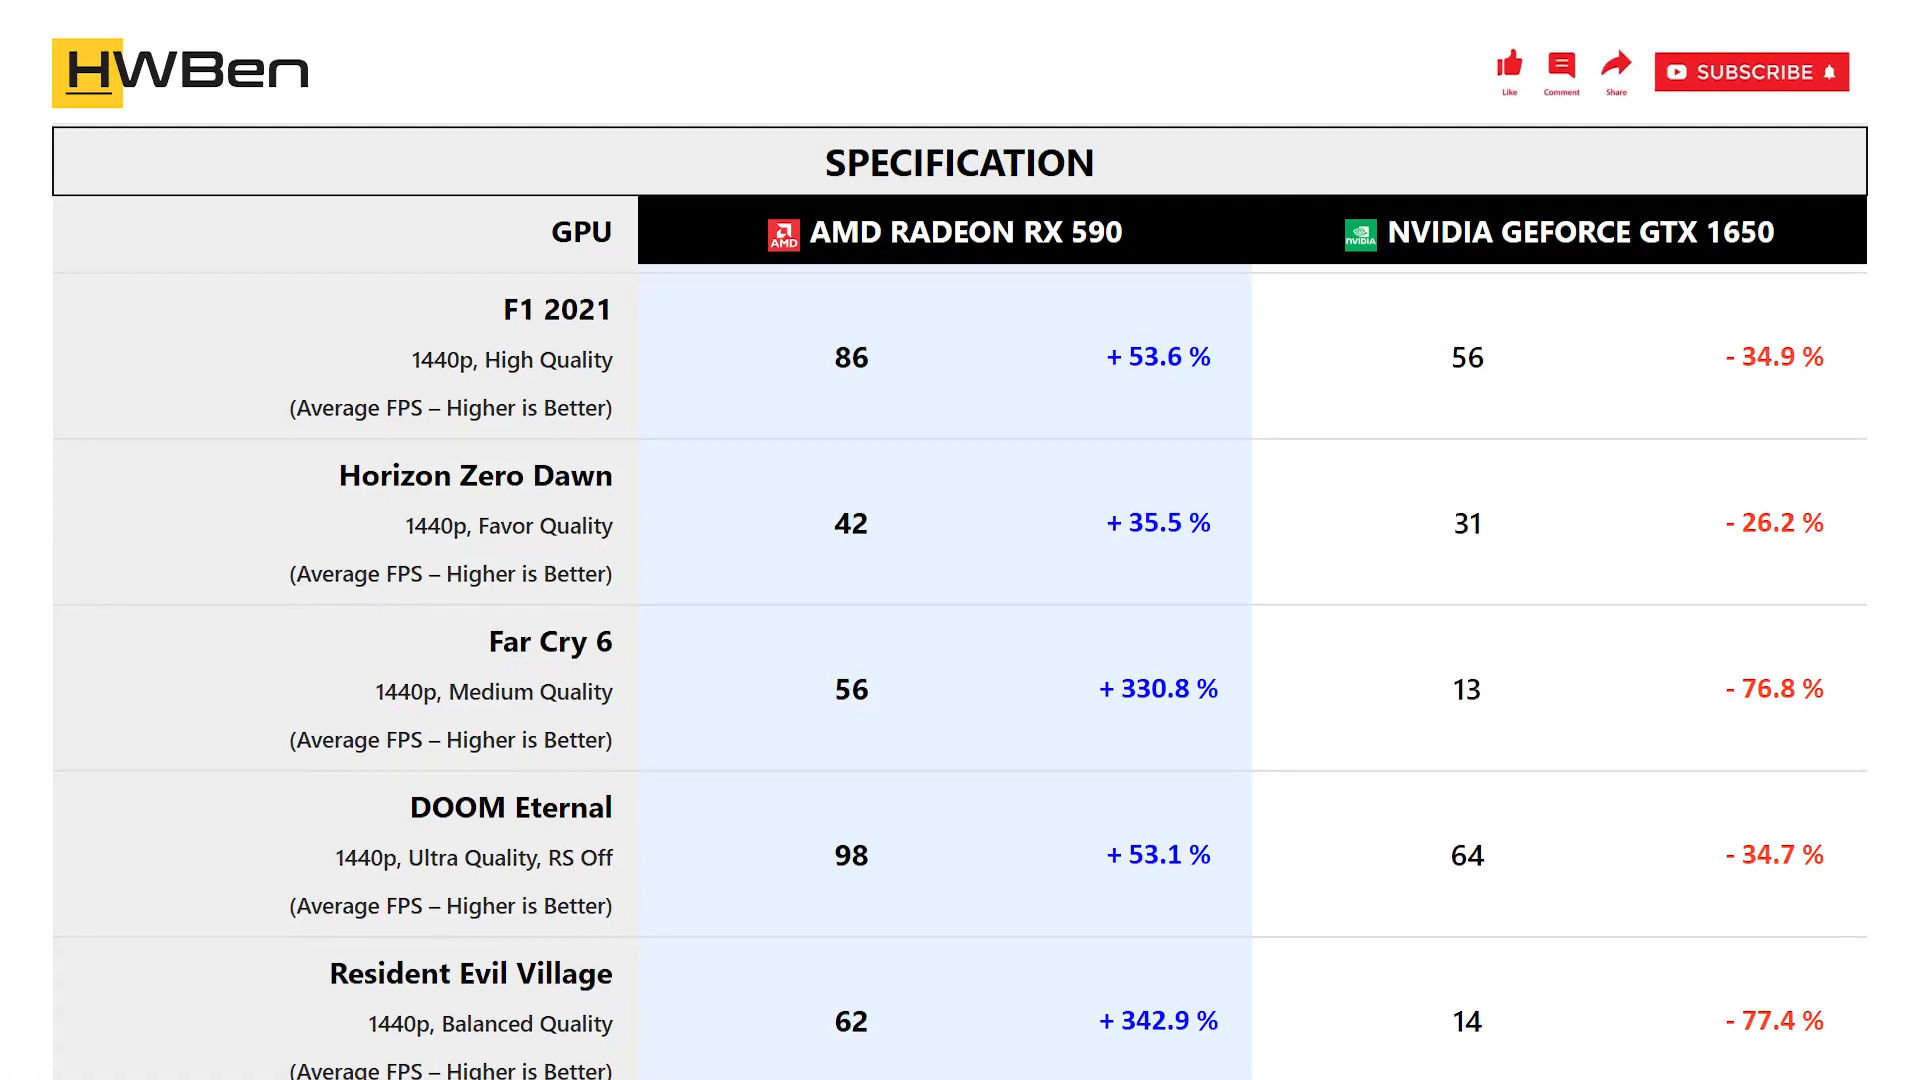 HWBen
Like
Comment
Share
SUBSCRIBE
SPECIFICATION
GPU
AMD
AMD RADEON RX 590
NVIDIA
NVIDIA GEFORCE GTX 1650
F1 2021
1440p, High Quality
(Average FPS – Higher is Better)
86
+ 53.6 %
56
- 34.9 %
Horizon Zero Dawn
1440p, Favor Quality
(Average FPS – Higher is Better)
42
+ 35.5 %
31
- 26.2 %
Far Cry 6
1440p, Medium Quality
(Average FPS – Higher is Better)
56
+ 330.8 %
13
- 76.8 %
DOOM Eternal
1440p, Ultra Quality, RS Off
(Average FPS – Higher is Better)
98
+ 53.1 %
64
- 34.7 %
Resident Evil Village
1440p, Balanced Quality
(Average FPS – Higher is Better)
62
+ 342.9 %
14
- 77.4 %